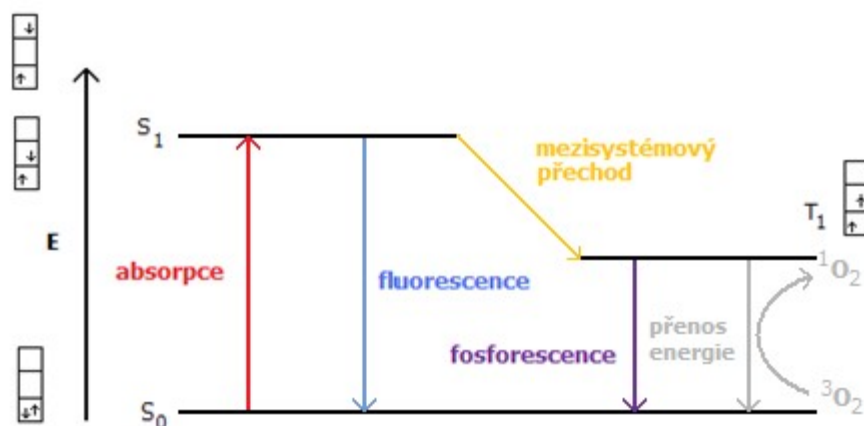 S1
mezisystémový
přechod
T1
E
absorpce
fluorescence
1O2
přenos
energie
fosforescence
3O2
S0